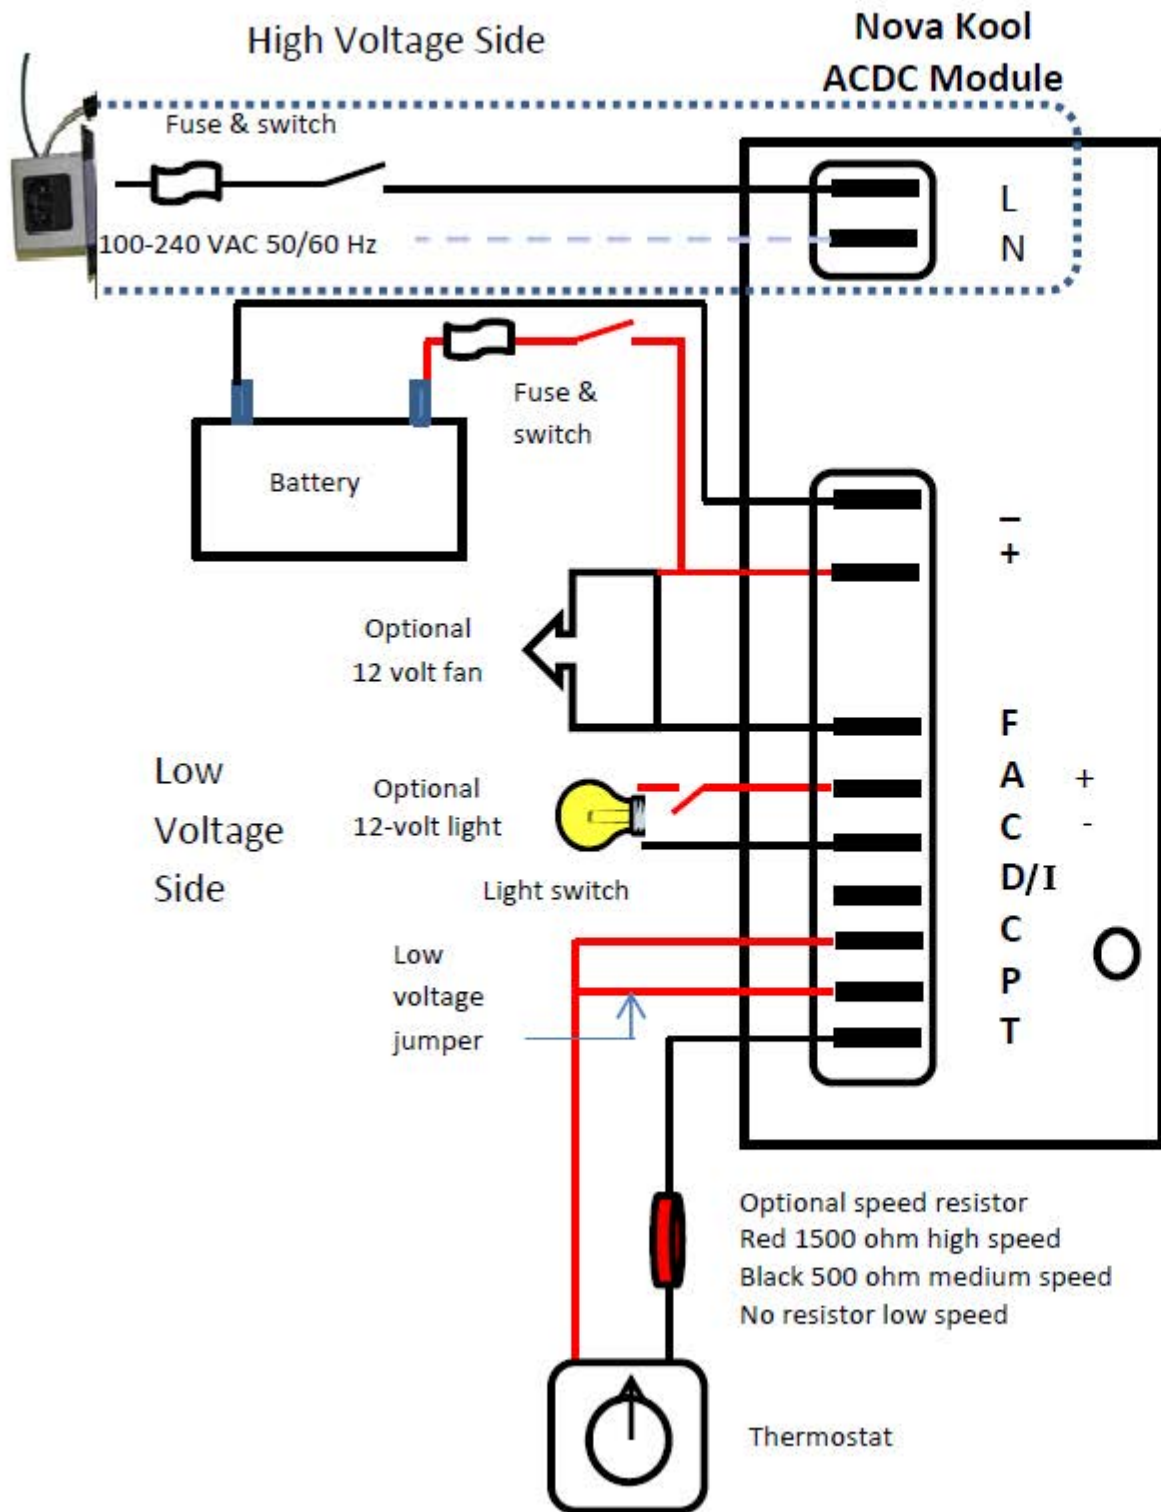 High Voltage Side
Nova Kool
ACDC Module
Fuse & switch
L
100-240 VAC 50/60 Hz
N
Fuse &
switch
Battery
–
+
Optional
12 volt fan
F
Low
Voltage
Side
Optional
12-volt light
A +
C -
Light switch
D/I
C
Low
voltage
jumper
P
T
Optional speed resistor
Red 1500 ohm high speed
Black 500 ohm medium speed
No resistor low speed
Thermostat